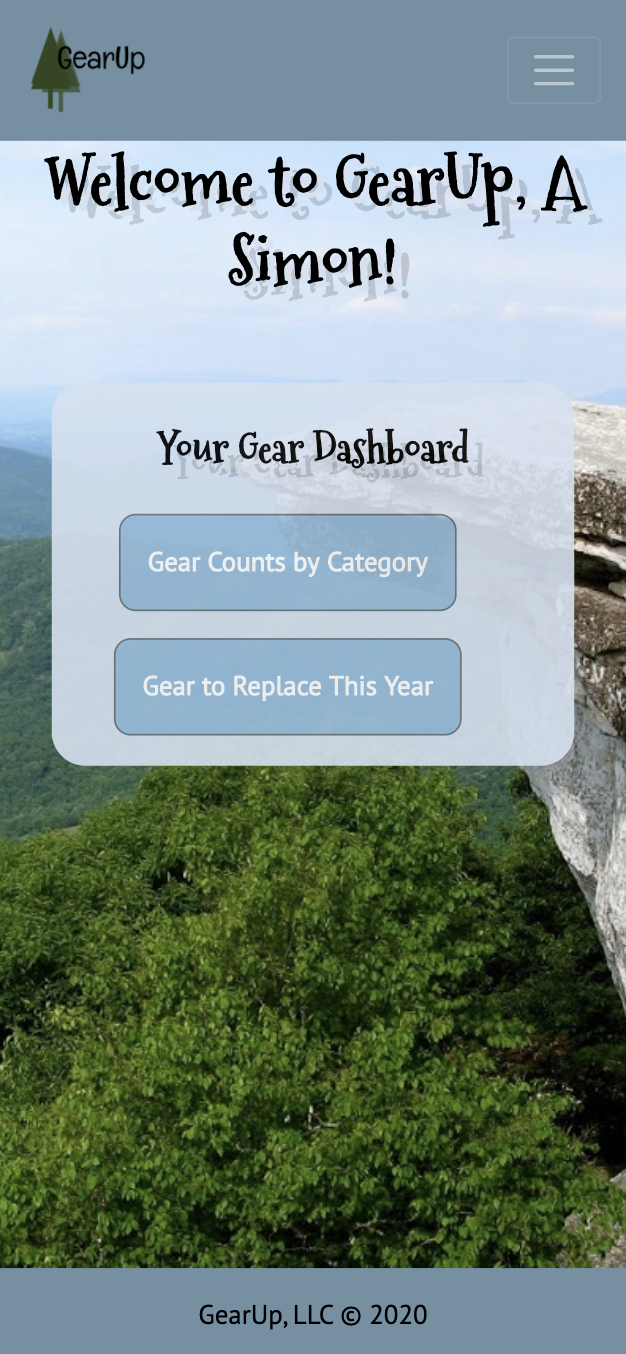 GearUp
Welcome to GearUp, A
Simon!
Your Gear Dashboard
Gear Counts by Category
Gear to Replace This Year
GearUp, LLC © 2020